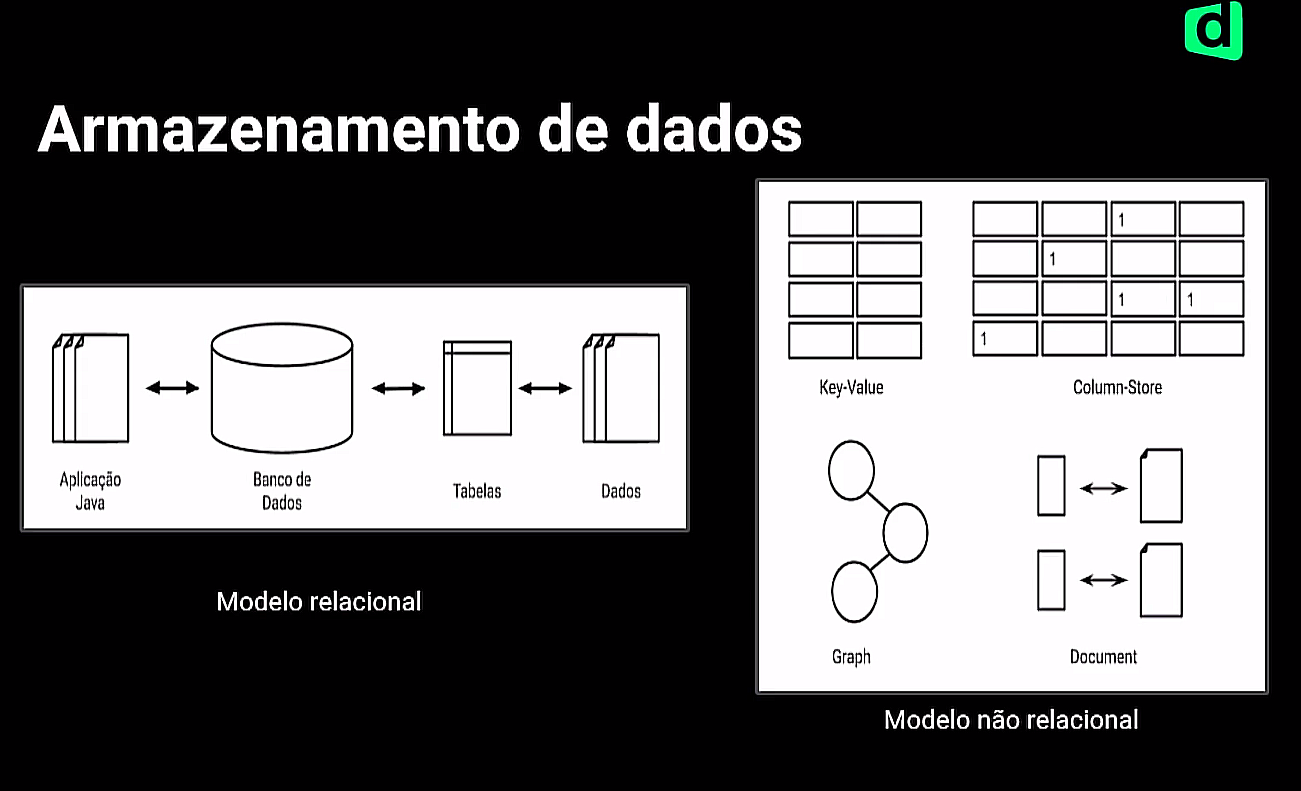 d
Armazenamento de dados
Aplicação
Java
Banco de
Dados
Tabelas
Dados
Modelo relacional
1
1
1 1
1
Key-Value
Column-Store
Graph
Document
Modelo não relacional